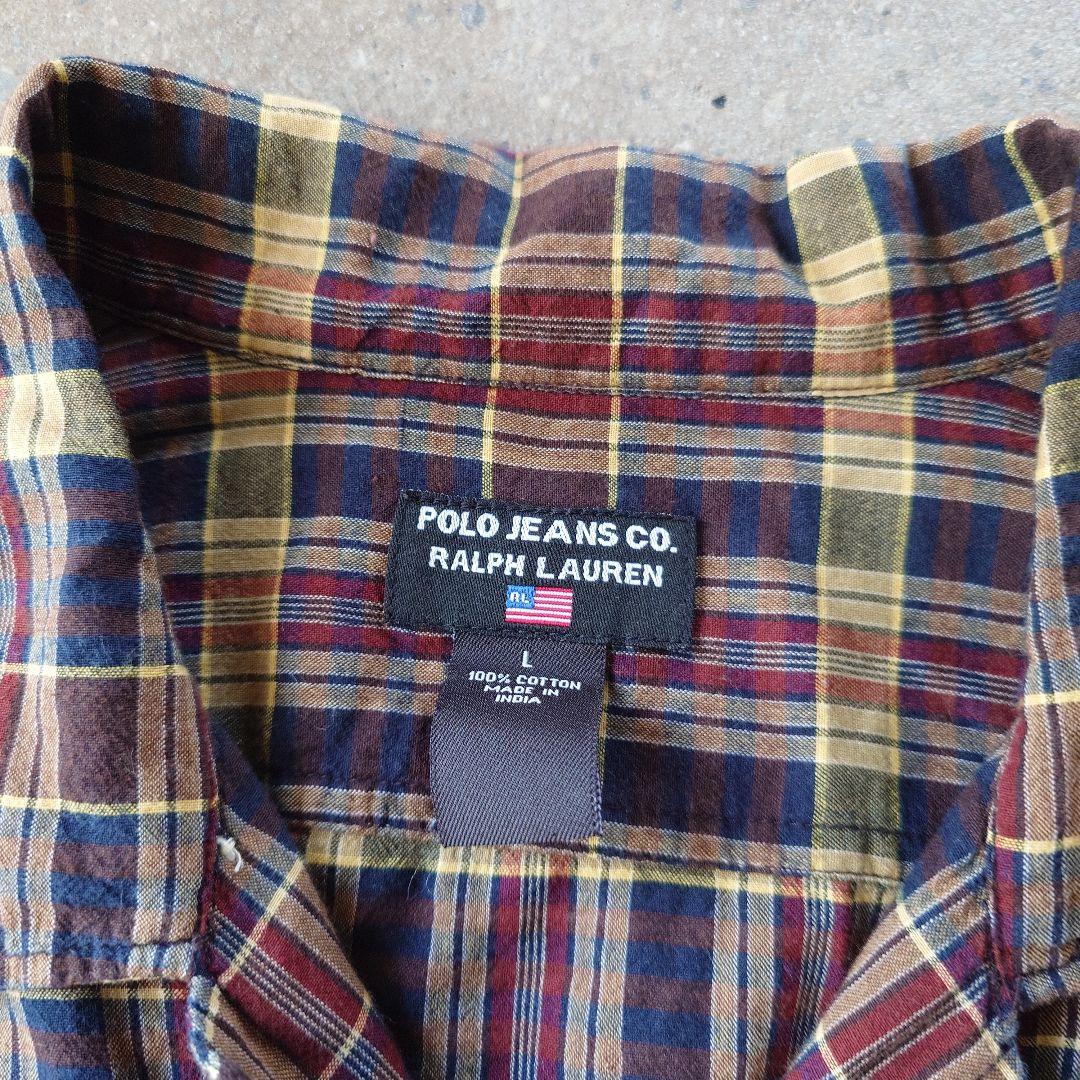 POLO JEANS CO.
RALPH LAUREN
RL
L
100% COTTON
MADE IN
INDIA